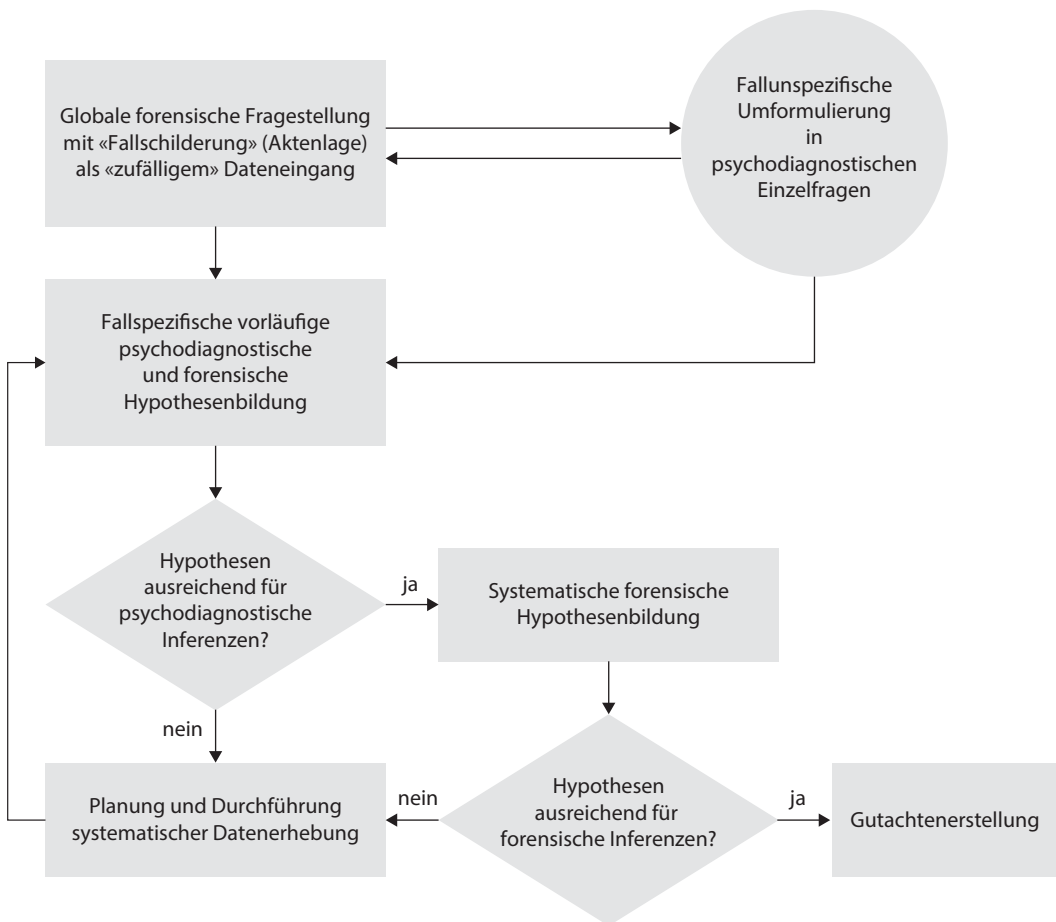 Globale forensische Fragestellung
mit «Fallschilderung» (Aktenlage)
als «zufälligem» Dateneingang
Fallunspezifische
Umformulierung
in
psychodiagnostischen
Einzelfragen
Fallspezifische vorläufige
psychodiagnostische
und forensische
Hypothesenbildung
Hypothesen
ausreichend für
psychodiagnostische
Inferenzen?
ja
Systematische forensische
Hypothesenbildung
nein
Planung und Durchführung
systematischer Datenerhebung
nein
Hypothesen
ausreichend für
forensische Inferenzen?
ja
Gutachtenerstellung